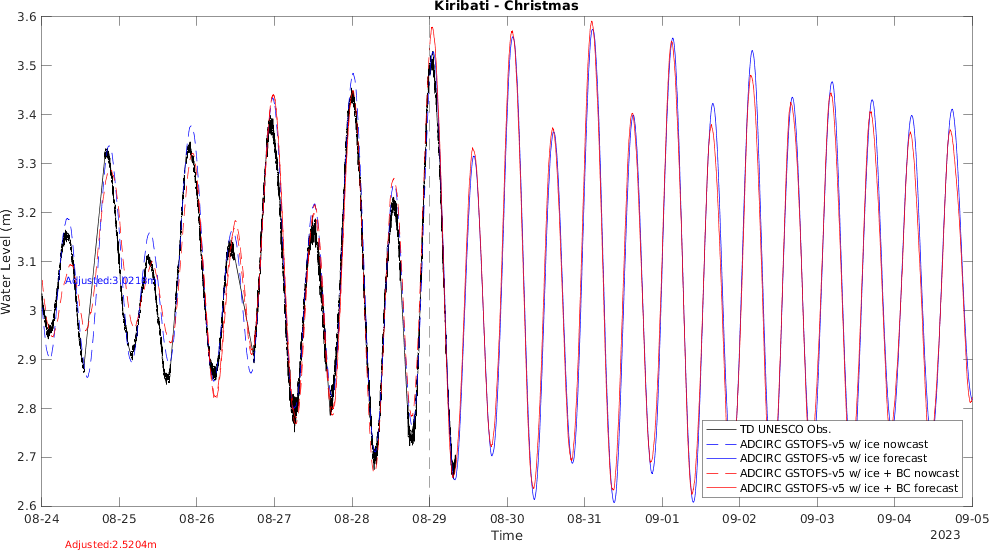 Kiribati - Christmas
3.6
3.5
3.4
3.3
3.2
3.1
3
2.9
2.8
2.7
2.6
Water Level (m)
Adjusted:3.0218m
TD UNESCO Obs.
ADCIRC GSTOFS-v5 w/ ice nowcast
ADCIRC GSTOFS-v5 w/ ice forecast
ADCIRC GSTOFS-v5 w/ ice + BC nowcast
ADCIRC GSTOFS-v5 w/ ice + BC forecast
08-24 08-25 08-26 08-27 08-28 08-29 08-30 08-31 09-01 09-02 09-03 09-04 09-05
Time
2023
Adjusted:2.5204m